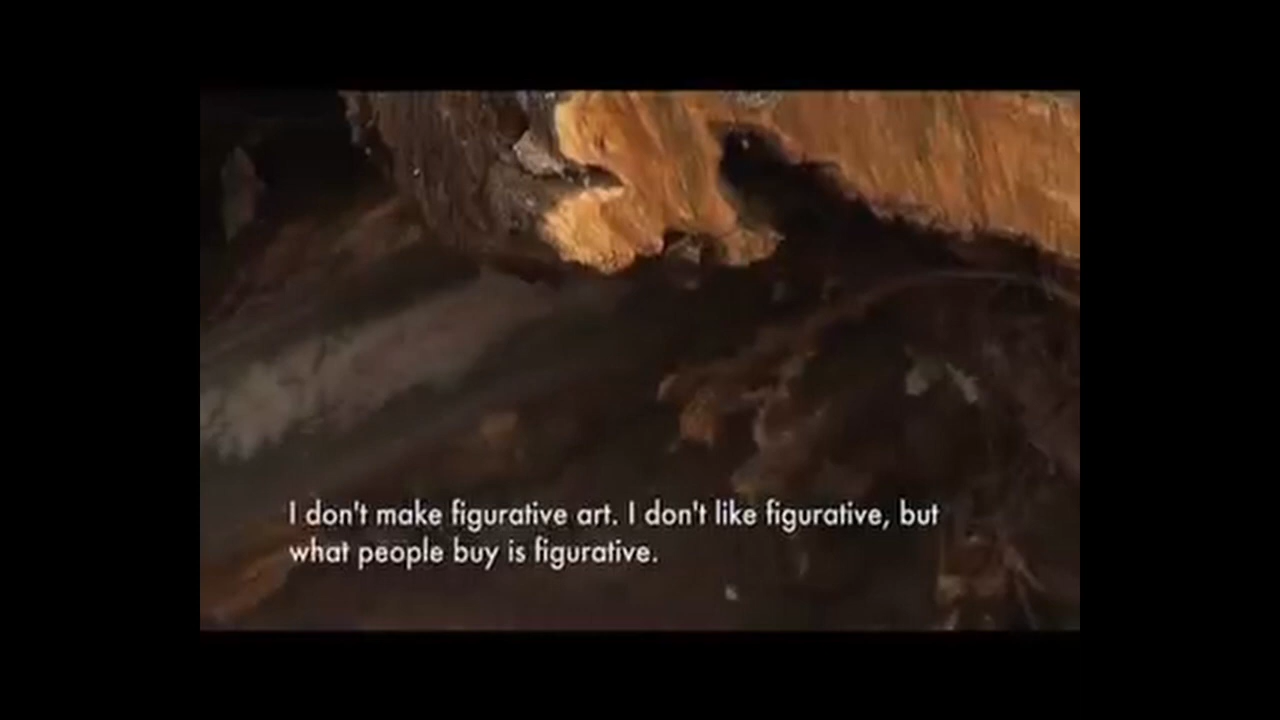 I don't make figurative art. I don't like figurative, but
what people buy is figurative.